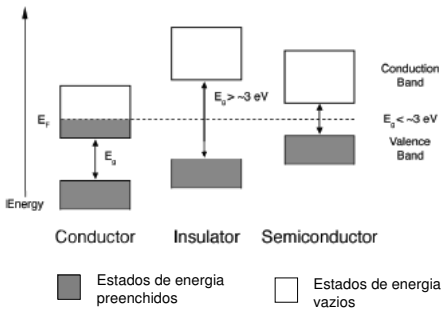 Conduction
Band
E_g > ~3 eV
E_F
E_g < ~3 eV
Valence
Band
E_g
Energy
Conductor Insulator Semiconductor
Estados de energia
preenchidos
Estados de energia
vazios